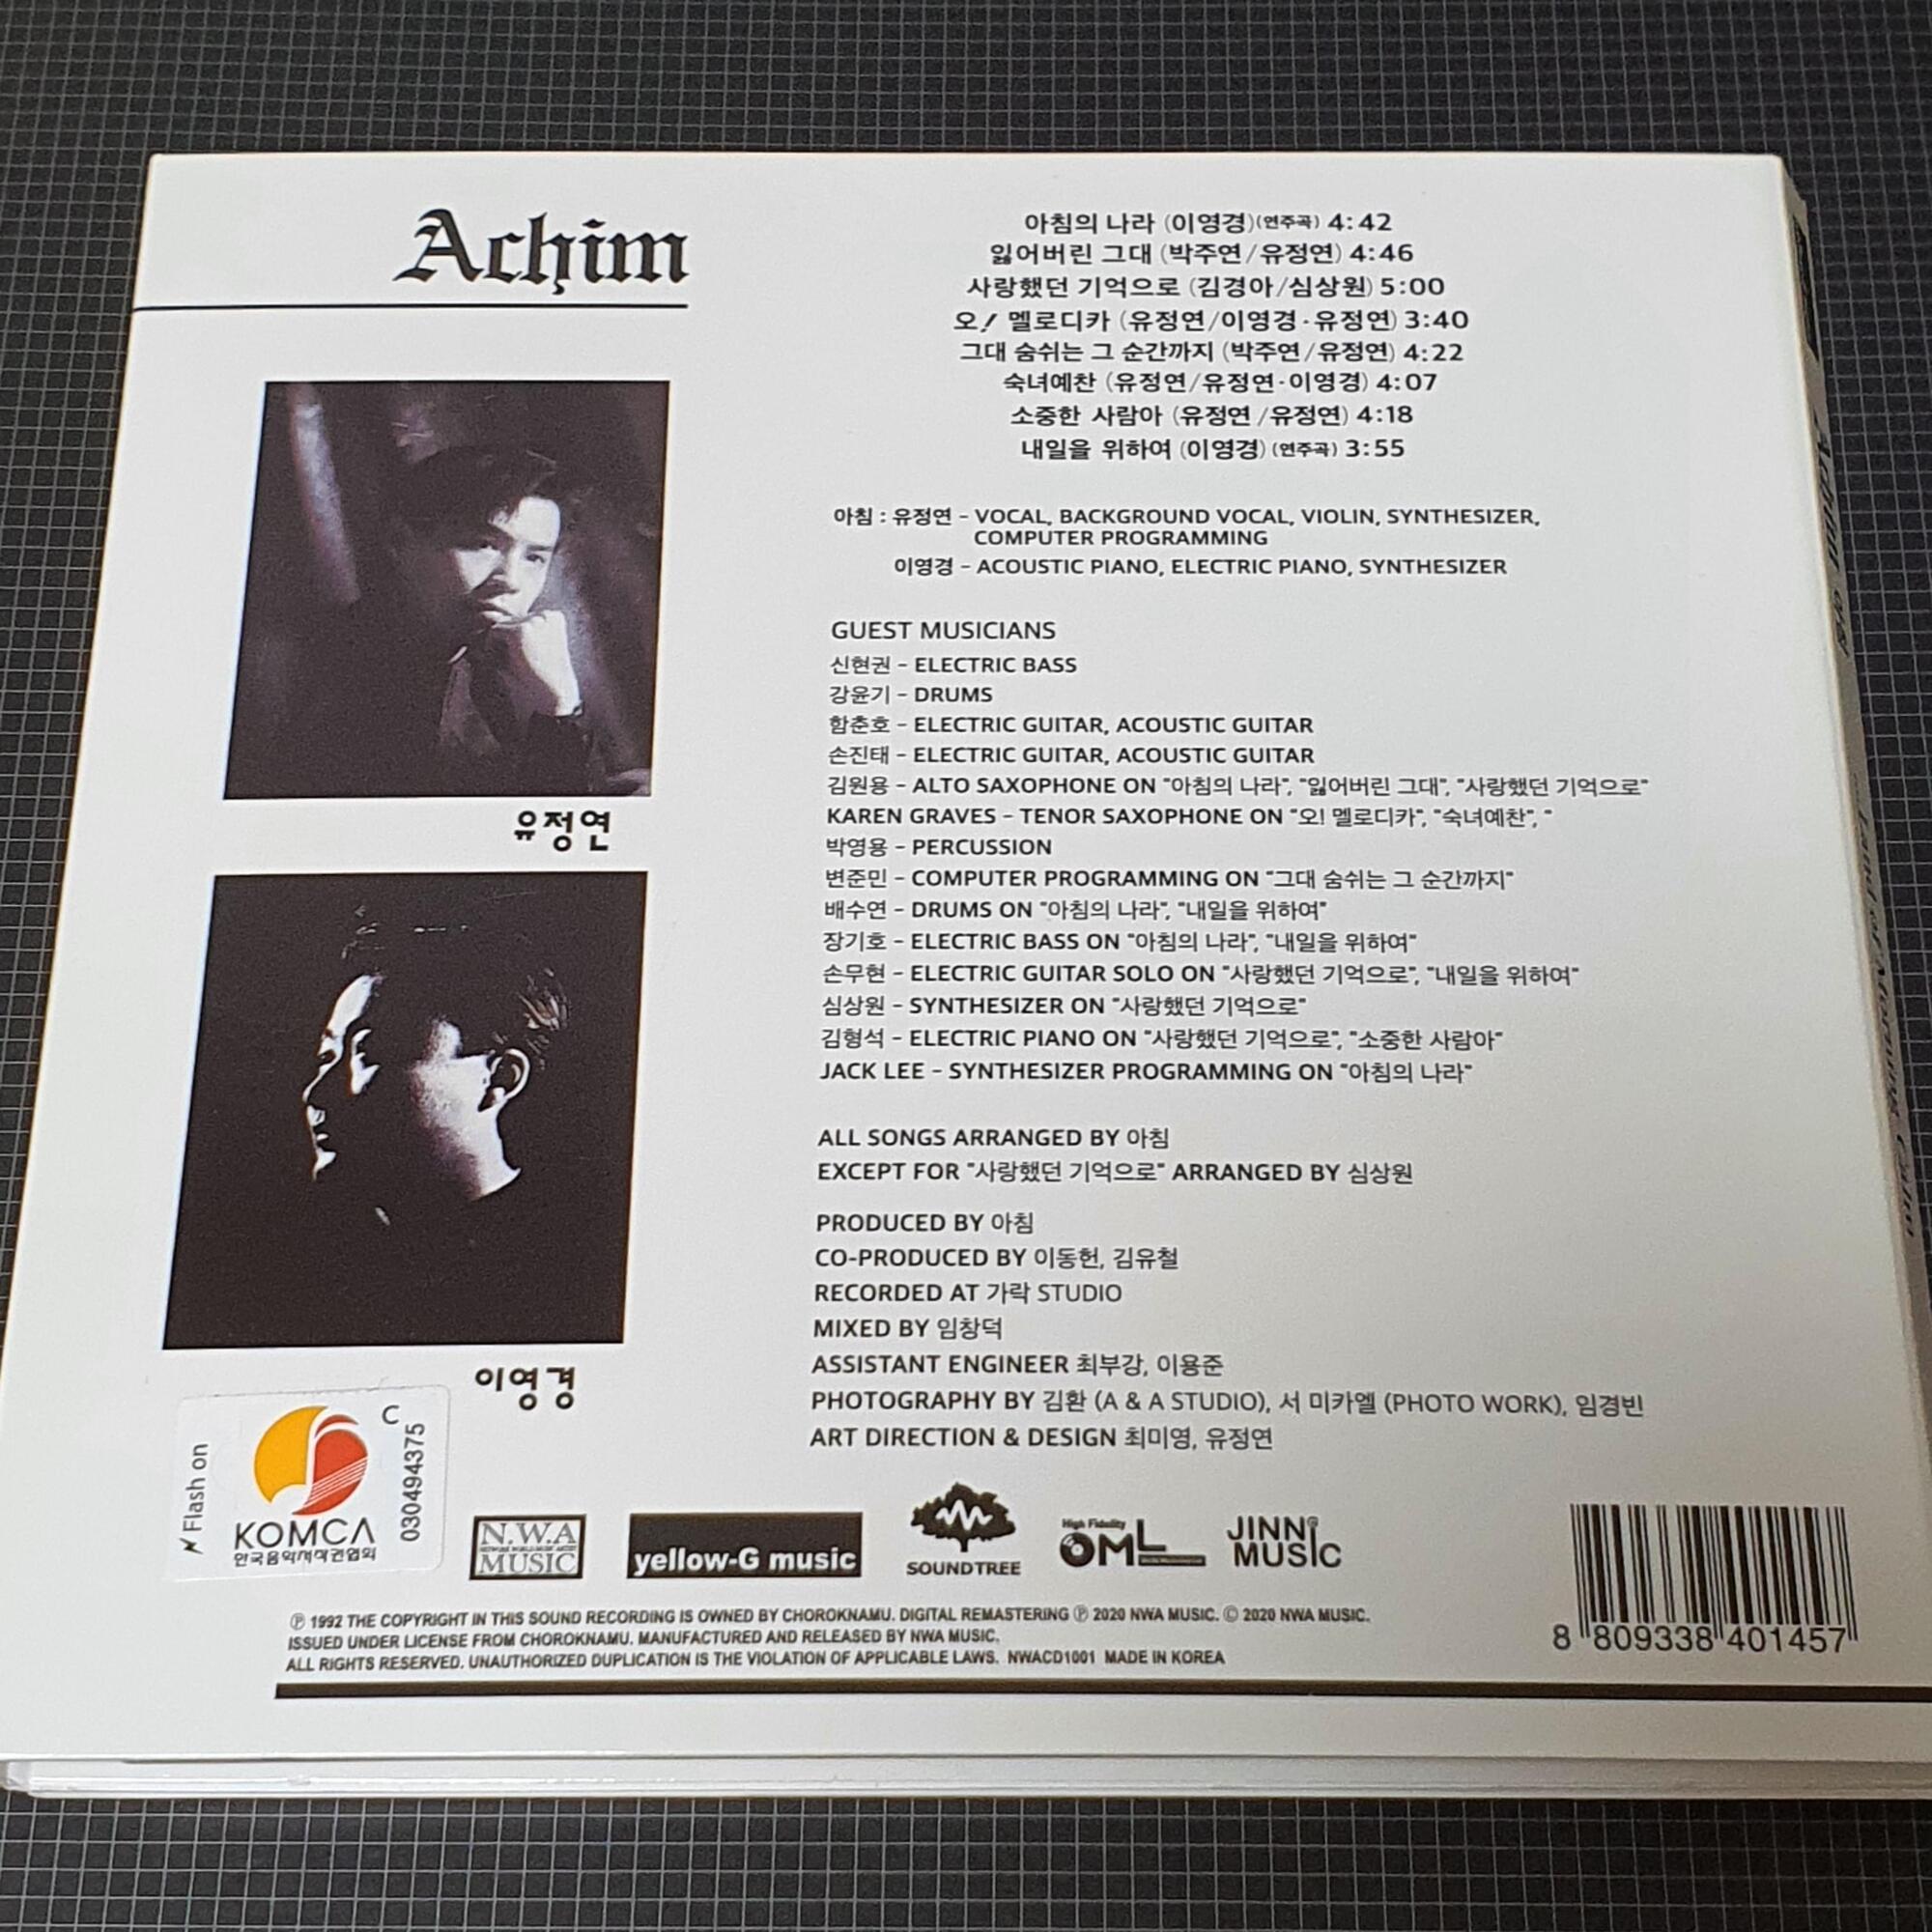 Achim
아침의 나라 (이영경)(연주곡) 4:42
잃어버린 그대 (박주연/유정연) 4:46
사랑했던 기억으로 (김경아/심상원) 5:00
오! 멜로디카 (유정연/이영경·유정연) 3:40
그대 숨쉬는 그 순간까지 (박주연/유정연) 4:22
숙녀예찬 (유정연/유정연·이영경) 4:07
소중한 사람아 (유정연/유정연) 4:18
내일을 위하여 (이영경)(연주곡) 3:55
아침 : 유정연 - VOCAL, BACKGROUND VOCAL, VIOLIN, SYNTHESIZER,
COMPUTER PROGRAMMING
이영경 - ACOUSTIC PIANO, ELECTRIC PIANO, SYNTHESIZER
GUEST MUSICIANS
신현권 - ELECTRIC BASS
강윤기 - DRUMS
함춘호 - ELECTRIC GUITAR, ACOUSTIC GUITAR
손진태 - ELECTRIC GUITAR, ACOUSTIC GUITAR
김원용 - ALTO SAXOPHONE ON "아침의 나라", "잃어버린 그대", "사랑했던 기억으로"
KAREN GRAVES - TENOR SAXOPHONE ON "오! 멜로디카", "숙녀예찬", "
박영용 - PERCUSSION
변준민 - COMPUTER PROGRAMMING ON "그대 숨쉬는 그 순간까지"
배수연 - DRUMS ON "아침의 나라", "내일을 위하여"
장기호 - ELECTRIC BASS ON "아침의 나라", "내일을 위하여"
손무현 - ELECTRIC GUITAR SOLO ON "사랑했던 기억으로", "내일을 위하여"
심상원 - SYNTHESIZER ON "사랑했던 기억으로"
김형석 - ELECTRIC PIANO ON "사랑했던 기억으로", "소중한 사람아"
JACK LEE - SYNTHESIZER PROGRAMMING ON "아침의 나라"
ALL SONGS ARRANGED BY 아침
EXCEPT FOR "사랑했던 기억으로" ARRANGED BY 심상원
PRODUCED BY 아침
CO-PRODUCED BY 이동헌, 김유철
RECORDED AT 가락 STUDIO
MIXED BY 임창덕
ASSISTANT ENGINEER 최부강, 이용준
PHOTOGRAPHY BY 김환 (A & A STUDIO), 서 미카엘 (PHOTO WORK), 임경빈
ART DIRECTION & DESIGN 최미영, 유정연
유정연
이영경
Flash on
KOMCA
한국음악저작권협회
C
030494375
N.W.A
MUSIC
yellow-G music
SOUNDTREE
High Fidelity
OML
JINNI
MUSIC
8 809338 401457
Ⓟ 1992 THE COPYRIGHT IN THIS SOUND RECORDING IS OWNED BY CHOROKNAMU. DIGITAL REMASTERING Ⓟ 2020 NWA MUSIC. © 2020 NWA MUSIC.
ISSUED UNDER LICENSE FROM CHOROKNAMU. MANUFACTURED AND RELEASED BY NWA MUSIC.
ALL RIGHTS RESERVED. UNAUTHORIZED DUPLICATION IS THE VIOLATION OF APPLICABLE LAWS. NWACD1001 MADE IN KOREA